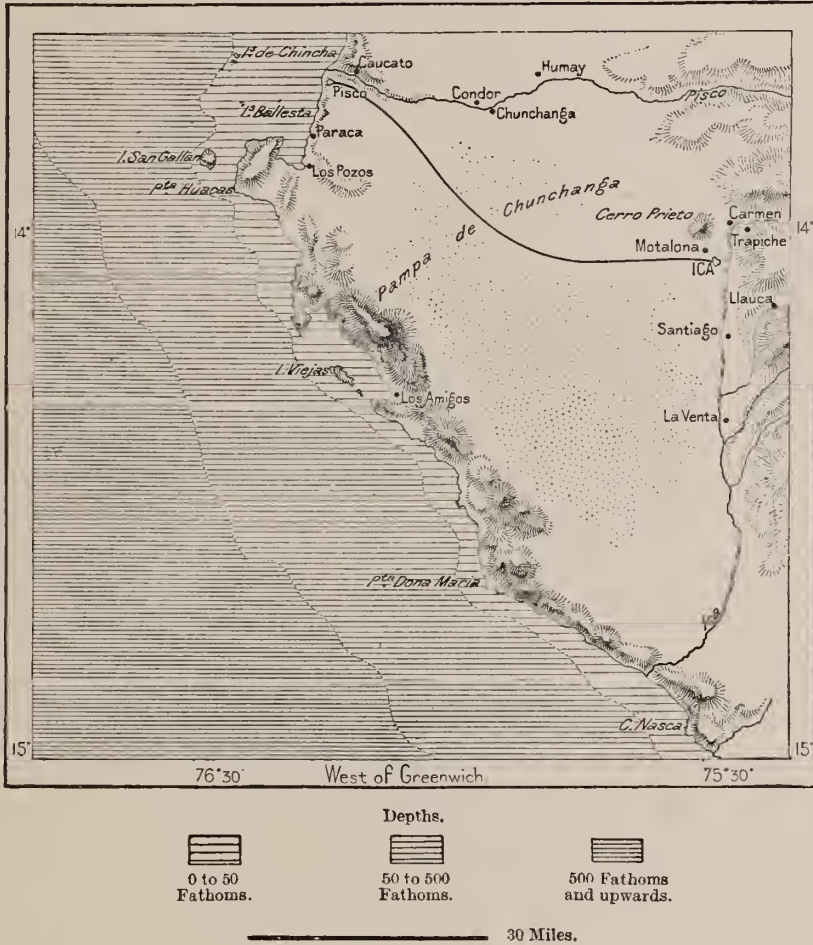 Iˢ de Chincha
Caucato
Humay
Pisco
Condor
Pisco
Iᵃ Ballesta
Chunchanga
Paraca
I. San Gallan
Los Pozos
Pᵗᵃ Huacas
Pampa de Chunchanga
Cerro Prieto
Carmen
14°
14°
Motalona
Trapiche
ICA
Llauca
Santiago
I. Viejas
Los Amigos
La Venta
Pᵗᵃ Dona Maria
Ica
C. Nasca
15°
15°
76°30'
West of Greenwich
75°30'
Depths.
0 to 50
Fathoms.
50 to 500
Fathoms.
500 Fathoms
and upwards.
30 Miles.